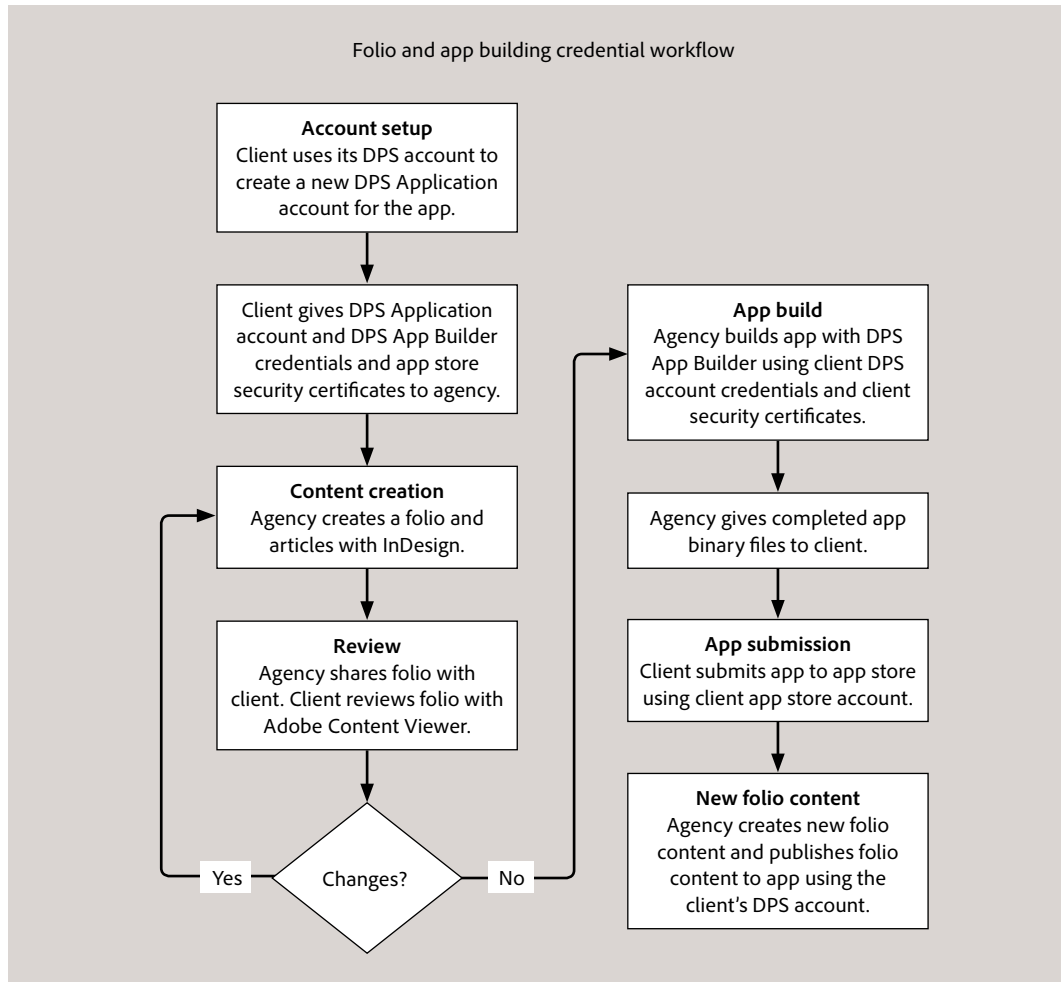 Folio and app building credential workflow
Account setup
Client uses its DPS account to
create a new DPS Application
account for the app.
Client gives DPS Application
account and DPS App Builder
credentials and app store
security certificates to agency.
Content creation
Agency creates a folio and
articles with InDesign.
Review
Agency shares folio with
client. Client reviews folio with
Adobe Content Viewer.
Changes?
Yes
No
App build
Agency builds app with DPS
App Builder using client DPS
account credentials and client
security certificates.
Agency gives completed app
binary files to client.
App submission
Client submits app to app store
using client app store account.
New folio content
Agency creates new folio
content and publishes folio
content to app using the
client’s DPS account.